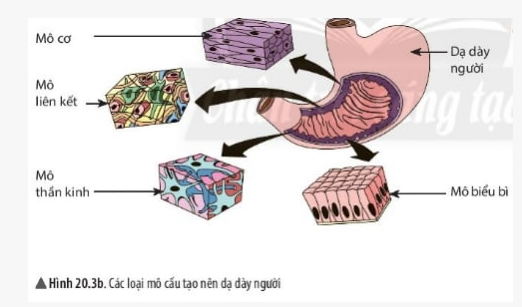 Mô cơ
Dạ dày
người
Mô
liên kết
Mô
thần kinh
Mô biểu bì
▲Hình 20.3b. Các loại mô cấu tạo nên dạ dày người